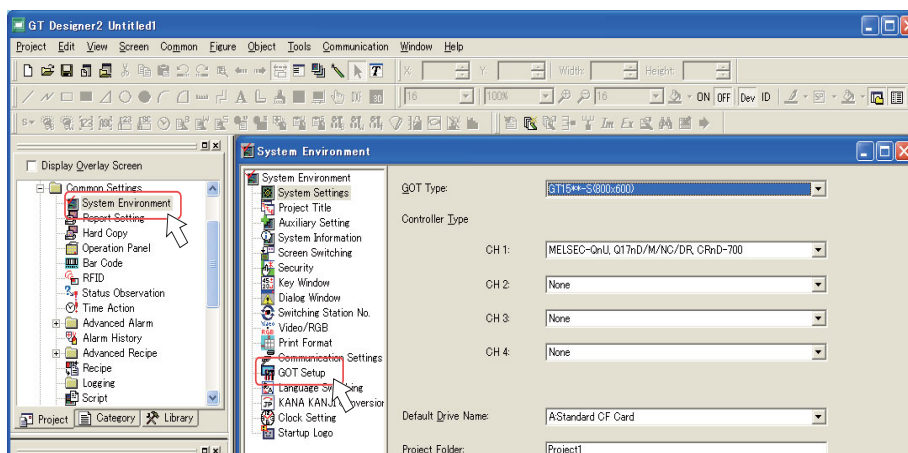 GT Designer2 Untitled1
Project Edit View Screen Common Figure Object Tools Communication Window Help
X: Y: Width: Height:
16 100% 16 ON OFF Dev ID
Im Ex
Display Overlay Screen
Common Settings
System Environment
Report Setting
Hard Copy
Operation Panel
Bar Code
RFID
Status Observation
Time Action
Advanced Alarm
Alarm History
Advanced Recipe
Recipe
Logging
Script
Project Category Library
System Environment
System Environment
System Settings
Project Title
Auxiliary Setting
System Information
Screen Switching
Security
Key Window
Dialog Window
Switching Station No.
Video/RGB
Print Format
Communication Settings
GOT Setup
Language
KANA KANJI
Clock Setting
Startup Logo
GOT Type: GT15**-S(800x600)
Controller Type
CH 1: MELSEC-QnU, Q17nD/M/NC/DR, CRnD-700
CH 2: None
CH 3: None
CH 4: None
Default Drive Name: A:Standard CF Card
Project Folder: Project1